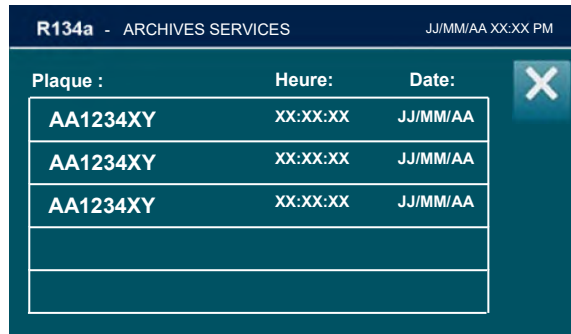 R134a - ARCHIVES SERVICES JJ/MM/AA XX:XX PM
Plaque : Heure: Date:
AA1234XY XX:XX:XX JJ/MM/AA
AA1234XY XX:XX:XX JJ/MM/AA
AA1234XY XX:XX:XX JJ/MM/AA